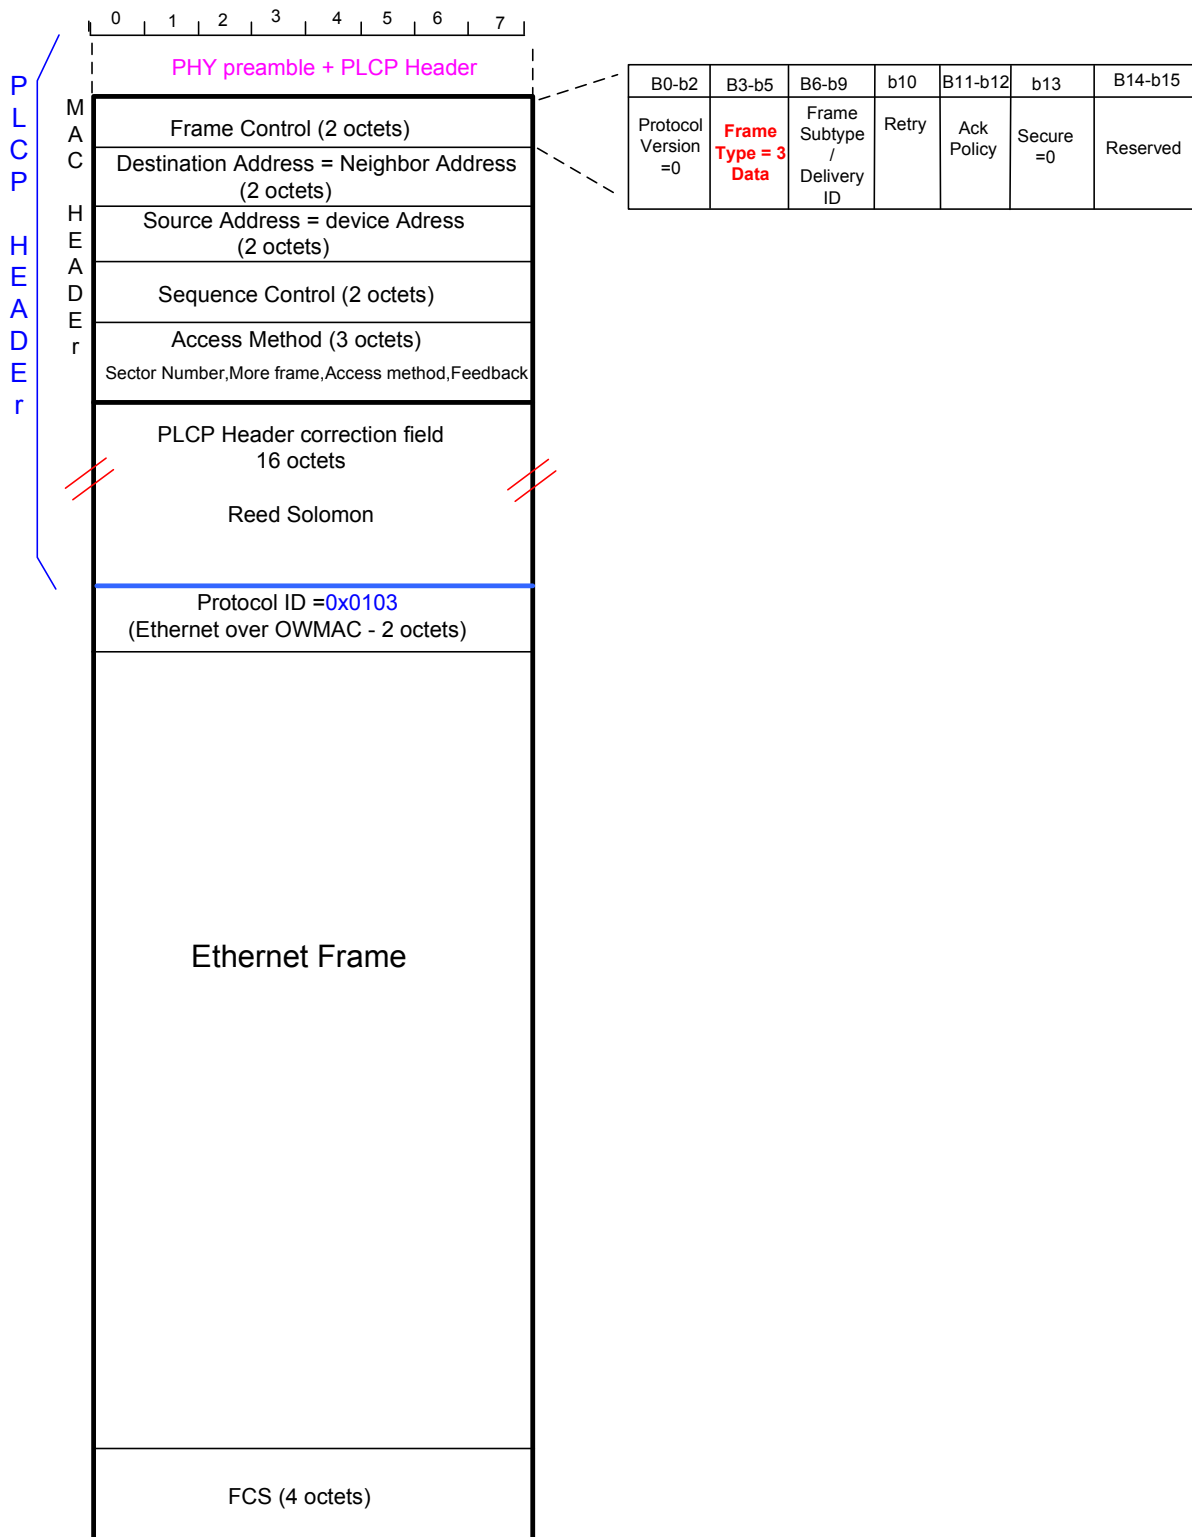 0 1 2 3 4 5 6 7
PHY preamble + PLCP Header
PLCP HEADEr
MAC HEADEr
Frame Control (2 octets)
Destination Address = Neighbor Address
(2 octets)
Source Address = device Adress
(2 octets)
Sequence Control (2 octets)
Access Method (3 octets)
Sector Number,More frame,Access method,Feedback
PLCP Header correction field
16 octets
Reed Solomon
Protocol ID =0x0103
(Ethernet over OWMAC - 2 octets)
Ethernet Frame
FCS (4 octets)
B0-b2 B3-b5 B6-b9 b10 B11-b12 b13 B14-b15
Protocol
Version
=0
Frame
Type = 3
Data
Frame
Subtype
/
Delivery
ID
Retry
Ack
Policy
Secure
=0
Reserved